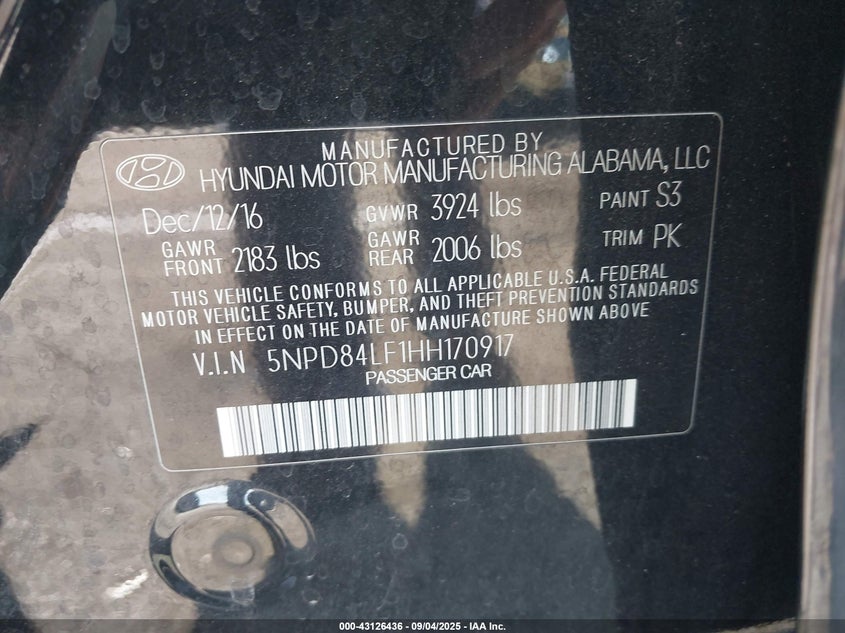 MANUFACTURED BY
HYUNDAI MOTOR MANUFACTURING ALABAMA, LLC
Dec/12/16 GVWR 3924 lbs PAINT S3
GAWR FRONT 2183 lbs GAWR REAR 2006 lbs TRIM PK
THIS VEHICLE CONFORMS TO ALL APPLICABLE U.S.A. FEDERAL
MOTOR VEHICLE SAFETY, BUMPER, AND THEFT PREVENTION STANDARDS
IN EFFECT ON THE DATE OF MANUFACTURE SHOWN ABOVE
V.I.N 5NPD84LF1HH170917
PASSENGER CAR
000-43126436 - 09/04/2025 - IAA Inc.